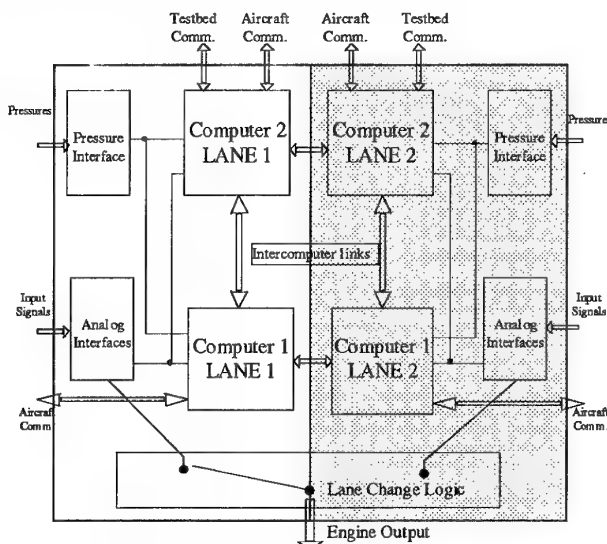 Testbed Aircraft Aircraft Testbed
Comm. Comm. Comm. Comm.
Pressures
Pressure
Interface
Computer 2
LANE 1
Computer 2
LANE 2
Pressure
Interface
Pressure
Intercomputer links
Input
Signals
Analog
Interfaces
Computer 1
LANE 1
Computer 1
LANE 2
Analog
Interfaces
Input
Signals
Aircraft
Comm
Aircraft
Comm.
Lane Change Logic
Engine Output